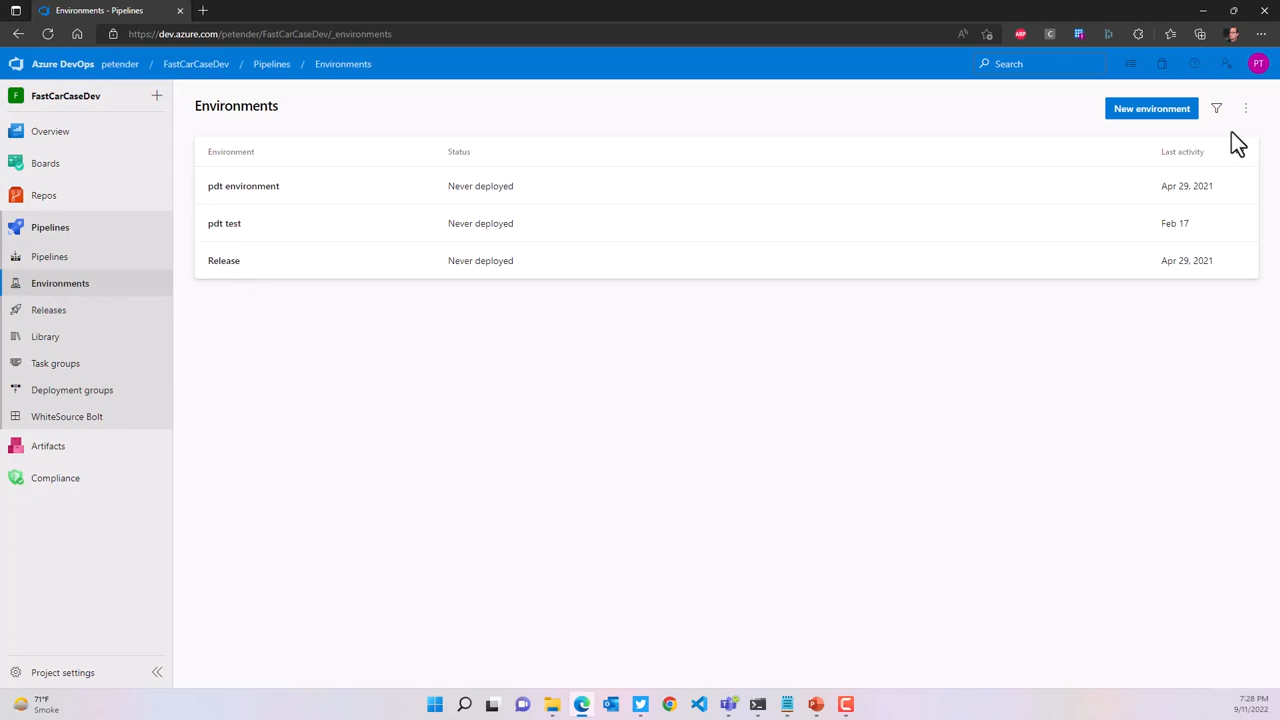 Environments - Pipelines
https://dev.azure.com/petender/FastCarCaseDev/_environments
ABP
Azure DevOps petender / FastCarCaseDev / Pipelines / Environments
Search
PT
F FastCarCaseDev
Overview
Boards
Repos
Pipelines
Pipelines
Environments
Releases
Library
Task groups
Deployment groups
WhiteSource Bolt
Artifacts
Compliance
Project settings
Environments
New environment
Environment Status Last activity
pdt environment Never deployed Apr 29, 2021
pdt test Never deployed Feb 17
Release Never deployed Apr 29, 2021
71°F
Smoke
7:28 PM
9/11/2022